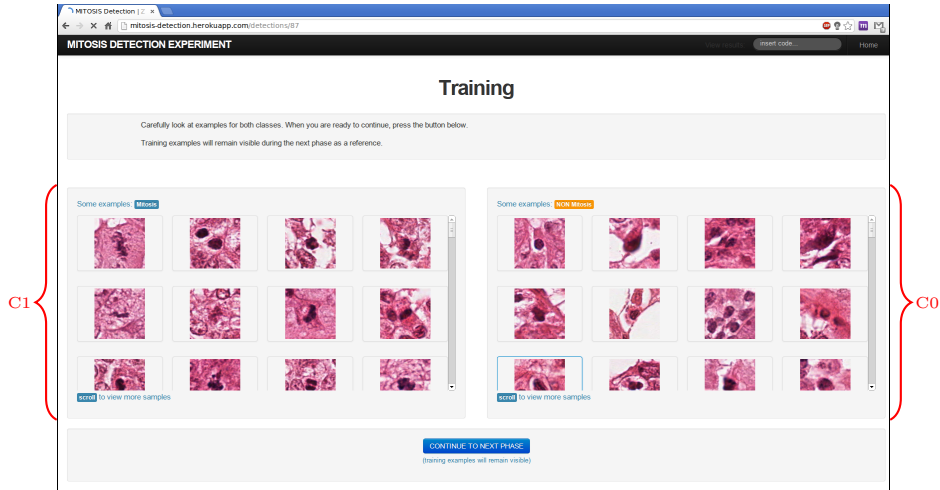 MITOSIS Detection | Z
mitosis-detection.herokuapp.com/detections/87
MITOSIS DETECTION EXPERIMENT
View results
insert code...
Home
Training
Carefully look at examples for both classes. When you are ready to continue, press the button below.
Training examples will remain visible during the next phase as a reference.
Some examples: Mitosis
Some examples: NON Mitosis
C1
C0
scroll to view more samples
scroll to view more samples
CONTINUE TO NEXT PHASE
(training examples will remain visible)